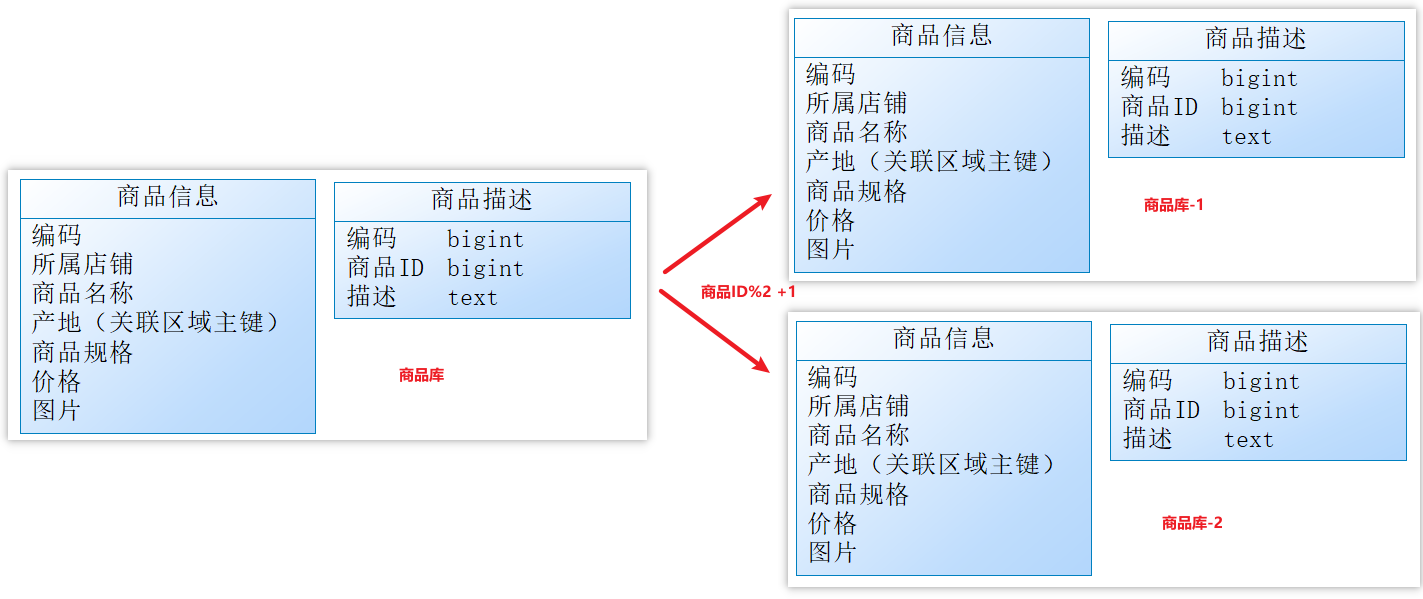 商品信息
编码
所属店铺
商品名称
产地（关联区域主键）
商品规格
价格
图片
商品描述
编码 bigint
商品ID bigint
描述 text
商品库
商品ID%2 +1
商品信息
编码
所属店铺
商品名称
产地（关联区域主键）
商品规格
价格
图片
商品描述
编码 bigint
商品ID bigint
描述 text
商品库-1
商品信息
编码
所属店铺
商品名称
产地（关联区域主键）
商品规格
价格
图片
商品描述
编码 bigint
商品ID bigint
描述 text
商品库-2